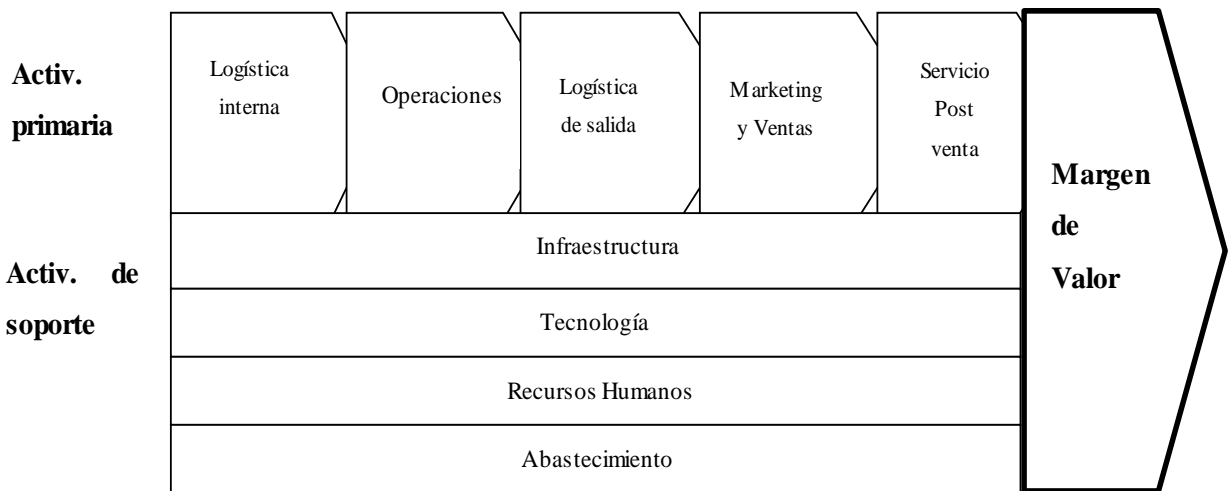 Activ.
primaria
Logística
interna
Operaciones
Logística
de salida
Marketing
y Ventas
Servicio
Post
venta
Margen
de
Valor
Activ. de
soporte
Infraestructura
Tecnología
Recursos Humanos
Abastecimiento